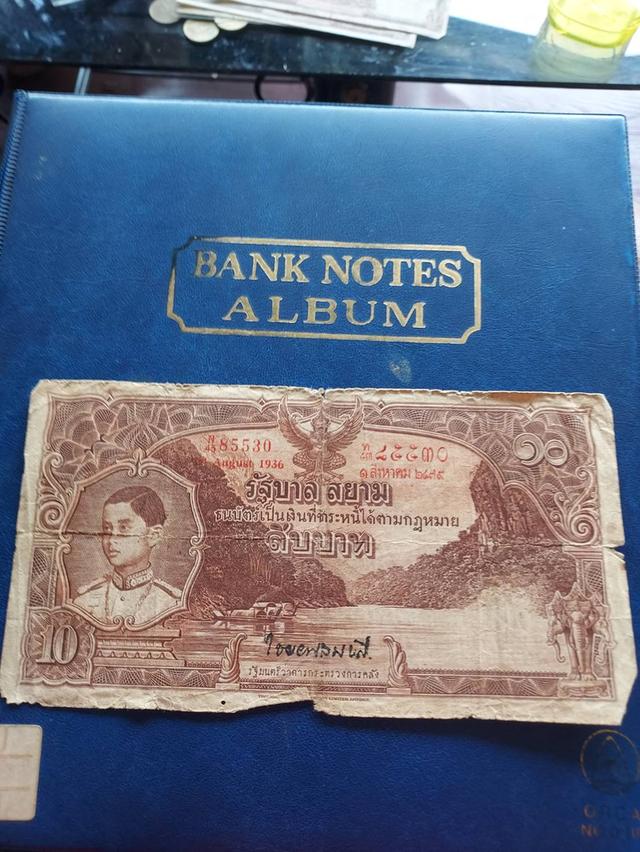 BANK NOTES
ALBUM
85530
๘๕๕๓๐
๑๐
August 1936
๑ สิงหาคม ๒๔๗๙
รัฐบาล สยาม
ธนบัตร์เป็นเงินที่ชำระหนี้ได้ตามกฎหมาย
สิบบาท
10
รัฐมนตรีว่าการกระทรวงการคลัง